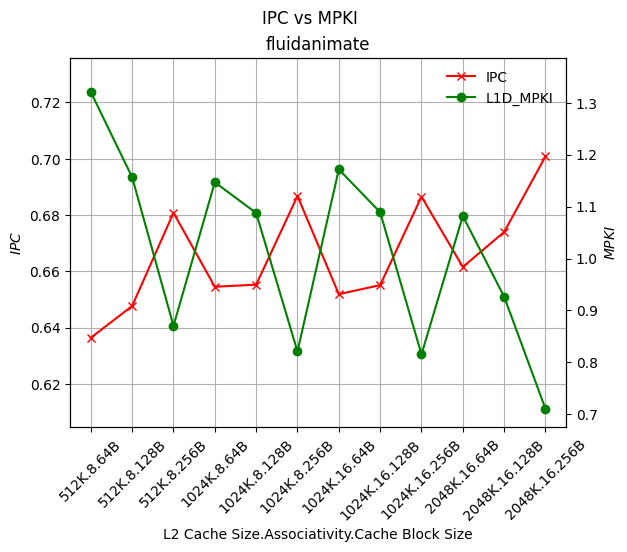 IPC vs MPKI
fluidanimate
IPC
L1D_MPKI
0.72
0.70
0.68
0.66
0.64
0.62
IPC
1.3
1.2
1.1
1.0
0.9
0.8
0.7
MPKI
512K.8.64B
512K.8.128B
512K.8.256B
1024K.8.64B
1024K.8.128B
1024K.8.256B
1024K.16.64B
1024K.16.128B
1024K.16.256B
2048K.16.64B
2048K.16.128B
2048K.16.256B
L2 Cache Size.Associativity.Cache Block Size